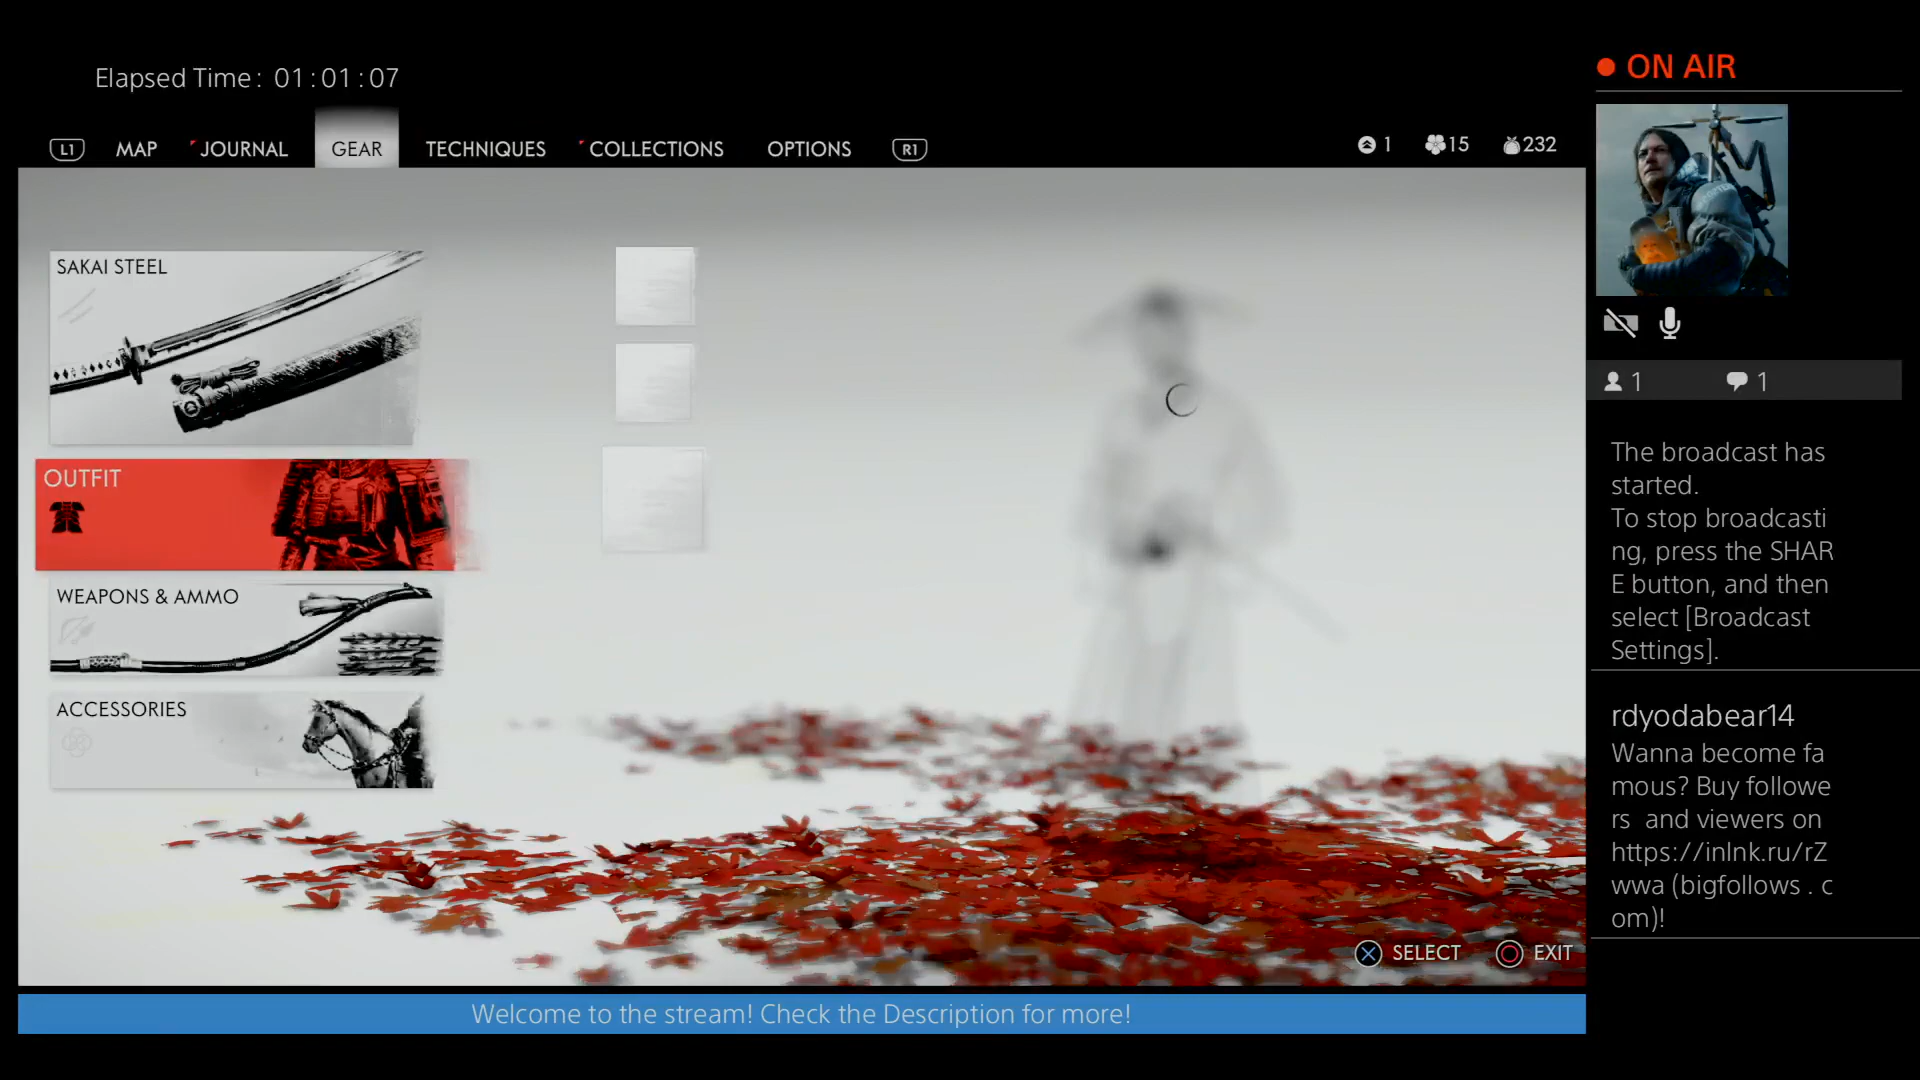 Elapsed Time: 01:01:07
L1 MAP JOURNAL GEAR TECHNIQUES COLLECTIONS OPTIONS R1
1 15 232
SAKAI STEEL
OUTFIT
WEAPONS & AMMO
ACCESSORIES
SELECT EXIT
Welcome to the stream! Check the Description for more!
ON AIR
1 1
The broadcast has
started.
To stop broadcasti
ng, press the SHAR
E button, and then
select [Broadcast
Settings].
rdyodabear14
Wanna become fa
mous? Buy followe
rs  and viewers on
https://inlnk.ru/rZ
wwa (bigfollows . c
om)!